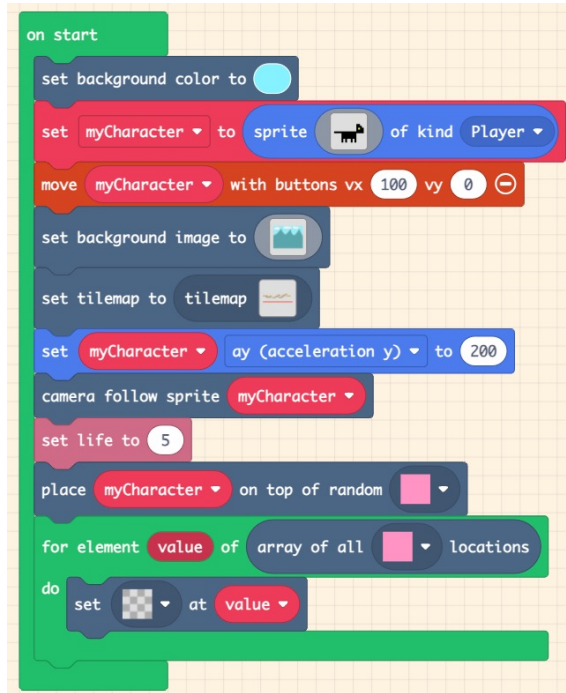 on start
set background color to
set myCharacter to sprite of kind Player
move myCharacter with buttons vx 100 vy 0
set background image to
set tilemap to tilemap
set myCharacter ay (acceleration y) to 200
camera follow sprite myCharacter
set life to 5
place myCharacter on top of random
for element value of array of all locations
do
set at value